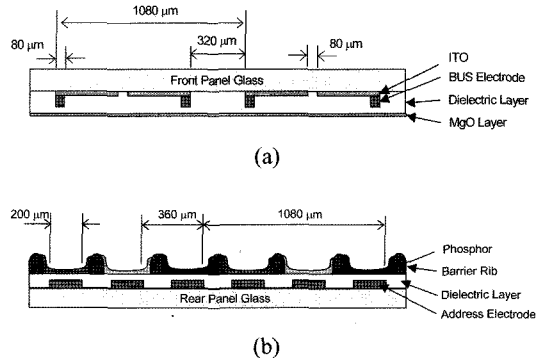 1080 μm
80 μm
320 μm
80 μm
ITO
BUS Electrode
Front Panel Glass
Dielectric Layer
MgO Layer
(a)
200 μm
360 μm
1080 μm
Phosphor
Barrier Rib
Dielectric Layer
Rear Panel Glass
Address Electrode
(b)